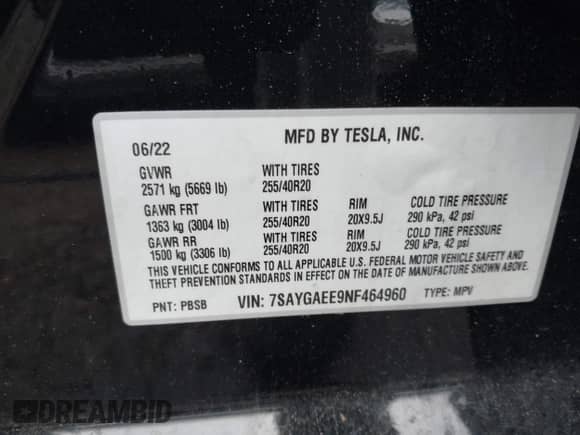 MFD BY TESLA, INC.
06/22
GVWR WITH TIRES
2571 kg (5669 lb) 255/40R20
GAWR FRT WITH TIRES RIM COLD TIRE PRESSURE
1363 kg (3004 lb) 255/40R20 20X9.5J 290 kPa, 42 psi
GAWR RR WITH TIRES RIM COLD TIRE PRESSURE
1500 kg (3306 lb) 255/40R20 20X9.5J 290 kPa, 42 psi
THIS VEHICLE CONFORMS TO ALL APPLICABLE U.S. FEDERAL MOTOR VEHICLE SAFETY AND
THEFT PREVENTION STANDARDS IN EFFECT ON THE DATE OF MANUFACTURE SHOWN ABOVE.
PNT: PBSB VIN: 7SAYGAEE9NF464960 TYPE: MPV
DREAMBID